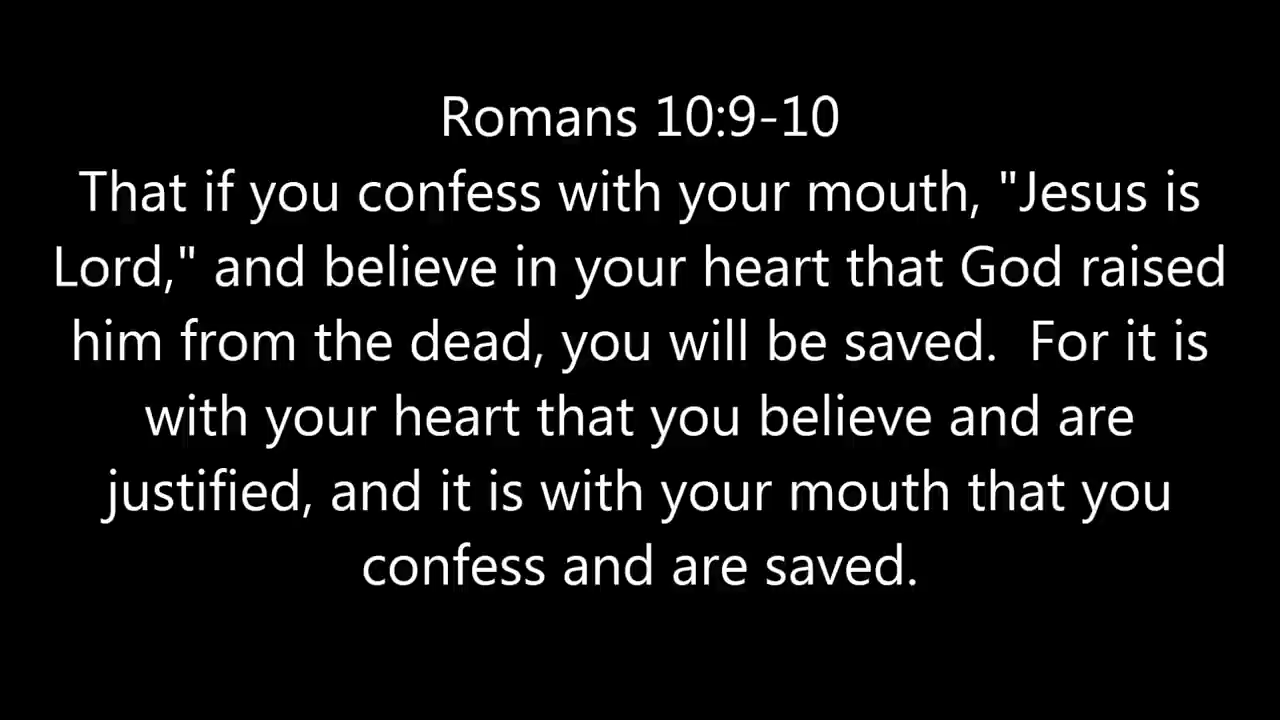 Romans 10:9-10
That if you confess with your mouth, "Jesus is
Lord," and believe in your heart that God raised
him from the dead, you will be saved.  For it is
with your heart that you believe and are
justified, and it is with your mouth that you
confess and are saved.